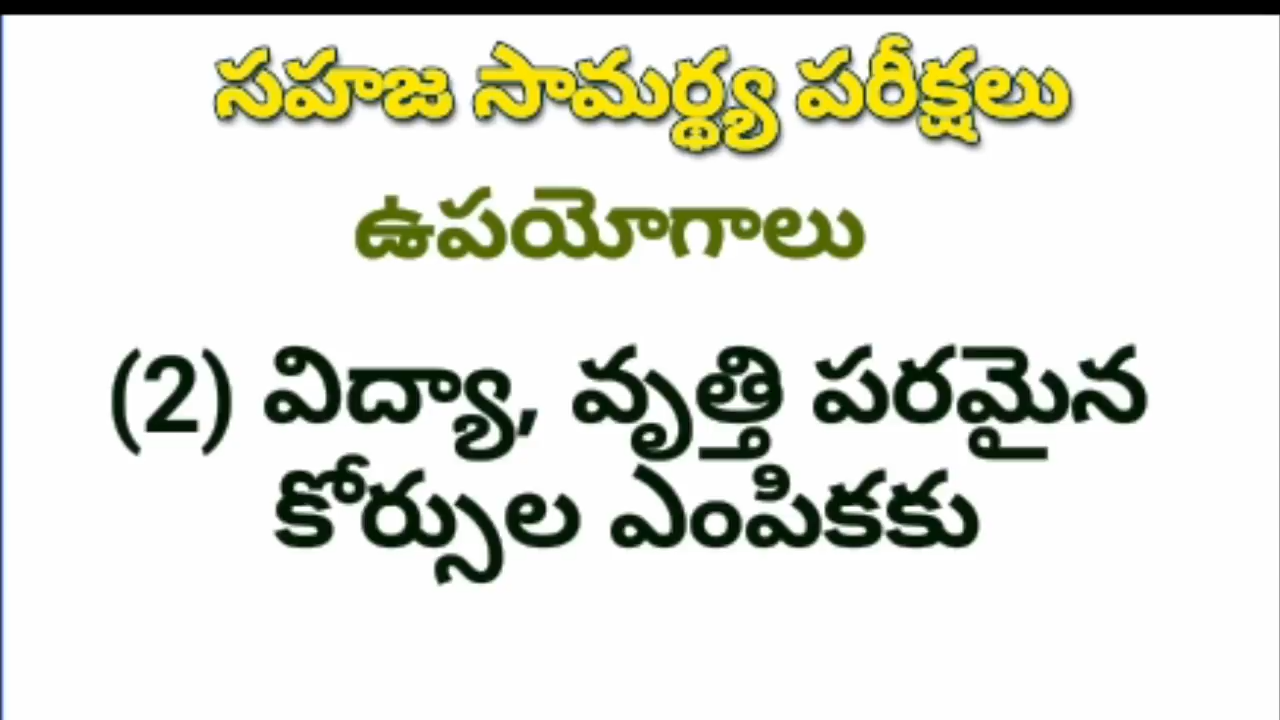 సహజ సామర్థ్య పరీక్షలు
ఉపయోగాలు
(2) విద్యా, వృత్తి పరమైన
కోర్సుల ఎంపికకు